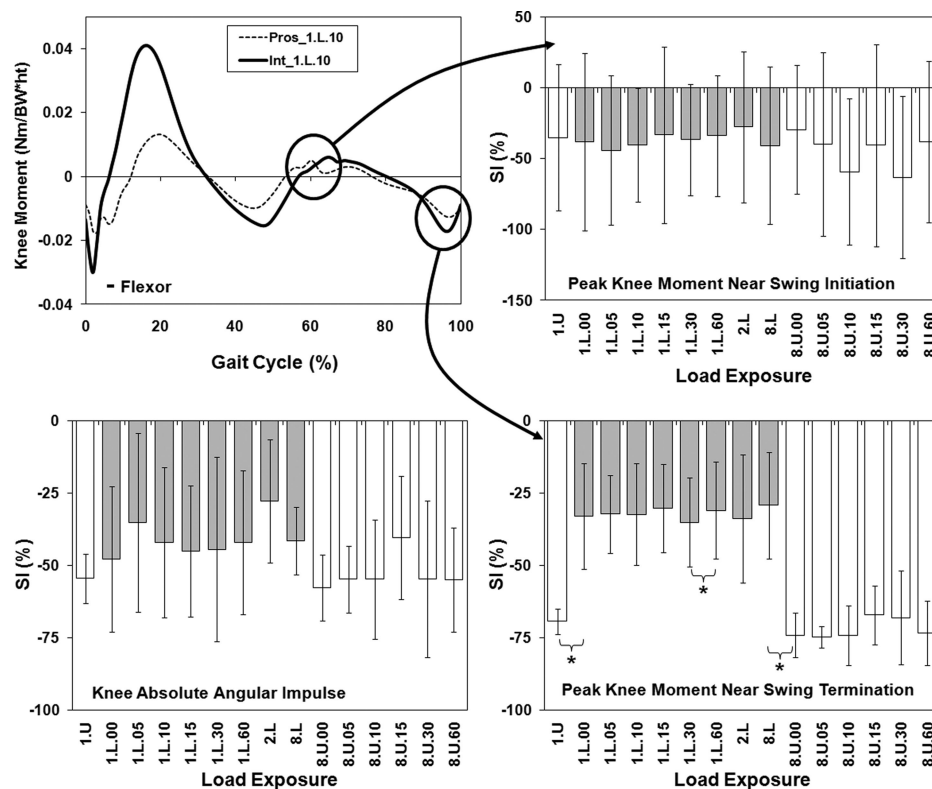 Knee Moment (Nm/BW*ht)
0.04
0.02
0
-0.02
-0.04
Pros_1.L.10
Int_1.L.10
- Flexor
0 20 40 60 80 100
Gait Cycle (%)
SI (%)
50
0
-50
-100
-150
Peak Knee Moment Near Swing Initiation
1.U 1.L.00 1.L.05 1.L.10 1.L.15 1.L.30 1.L.60 2.L 8.L 8.U.00 8.U.05 8.U.10 8.U.15 8.U.30 8.U.60
Load Exposure
SI (%)
0
-25
-50
-75
-100
Knee Absolute Angular Impulse
1.U 1.L.00 1.L.05 1.L.10 1.L.15 1.L.30 1.L.60 2.L 8.L 8.U.00 8.U.05 8.U.10 8.U.15 8.U.30 8.U.60
Load Exposure
SI (%)
0
-25
-50
-75
-100
*
*
*
Peak Knee Moment Near Swing Termination
1.U 1.L.00 1.L.05 1.L.10 1.L.15 1.L.30 1.L.60 2.L 8.L 8.U.00 8.U.05 8.U.10 8.U.15 8.U.30 8.U.60
Load Exposure